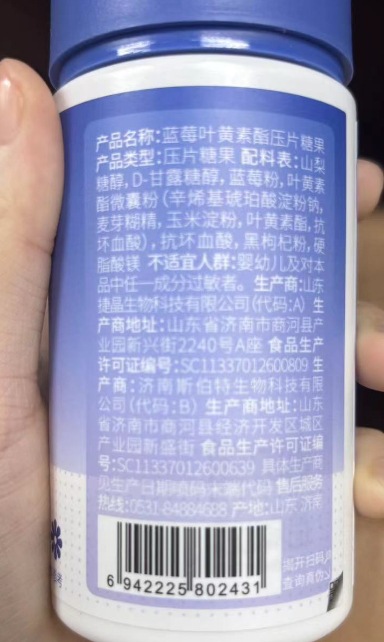 产品名称:蓝莓叶黄素酯压片糖果
产品类型:压片糖果 配料表:山梨
糖醇,D-甘露糖醇,蓝莓粉,叶黄素
酯微囊粉(辛烯基琥珀酸淀粉钠,
麦芽糊精,玉米淀粉,叶黄素酯,抗
坏血酸),抗坏血酸,黑枸杞粉,硬
脂酸镁 不适宜人群:婴幼儿及对本
品中任一成分过敏者。生产商:山东
捷晶生物科技有限公司(代码:A) 生
产商地址:山东省济南市商河县产
业园新兴街2240号A座 食品生产
许可证编号:SC11337012600809 生
产商:济南斯伯特生物科技有限
公司(代码:B) 生产商地址:山东
省济南市商河县经济开发区城区
产业园新盛街 食品生产许可证编
号:SC11337012600639 具体生产商
见生产日期喷码末端代码 售后服务
热线:0531-84884688 产地:山东 济南
揭开扫码
查询真伪
6 942225 802431